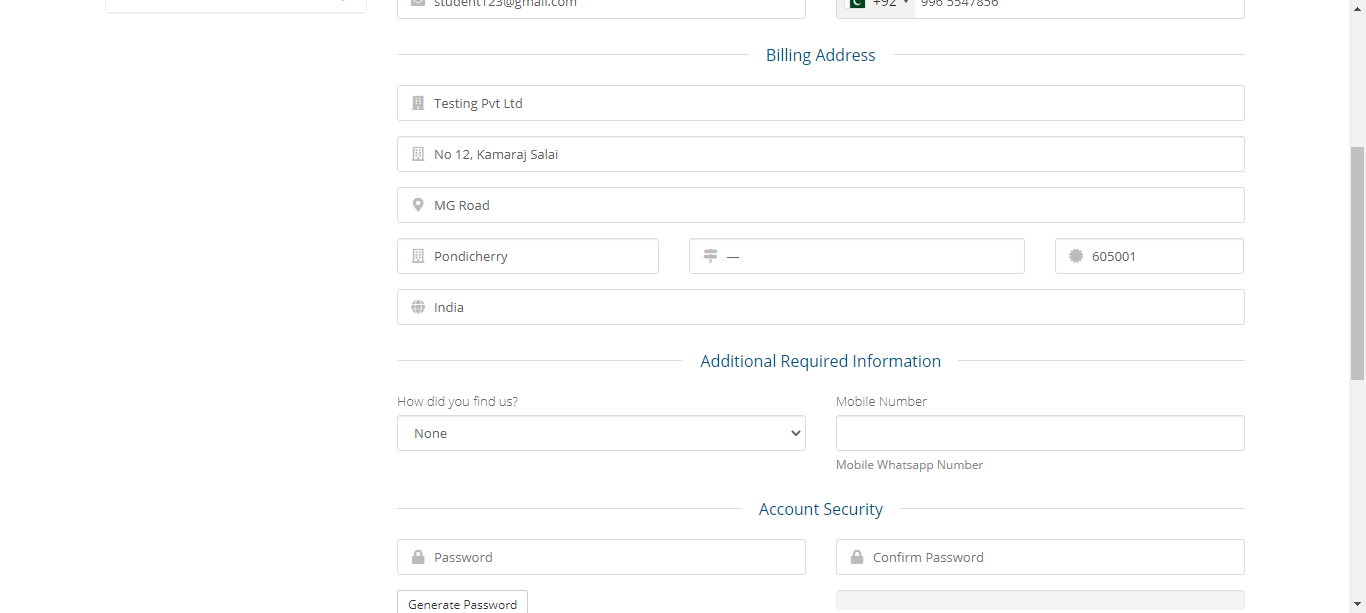 student123@gmail.com
+92 996 5547856
Billing Address
Testing Pvt Ltd
No 12, Kamaraj Salai
MG Road
Pondicherry — 605001
India
Additional Required Information
How did you find us? Mobile Number
None
Mobile Whatsapp Number
Account Security
Password Confirm Password
Generate Password